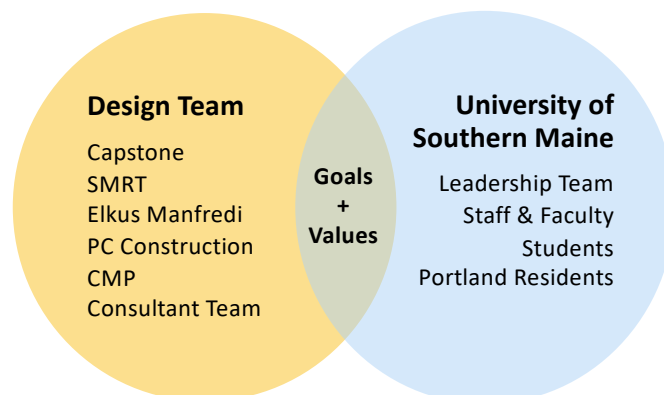 Design Team
Capstone
SMRT
Elkus Manfredi
PC Construction
CMP
Consultant Team
Goals
+
Values
University of
Southern Maine
Leadership Team
Staff & Faculty
Students
Portland Residents